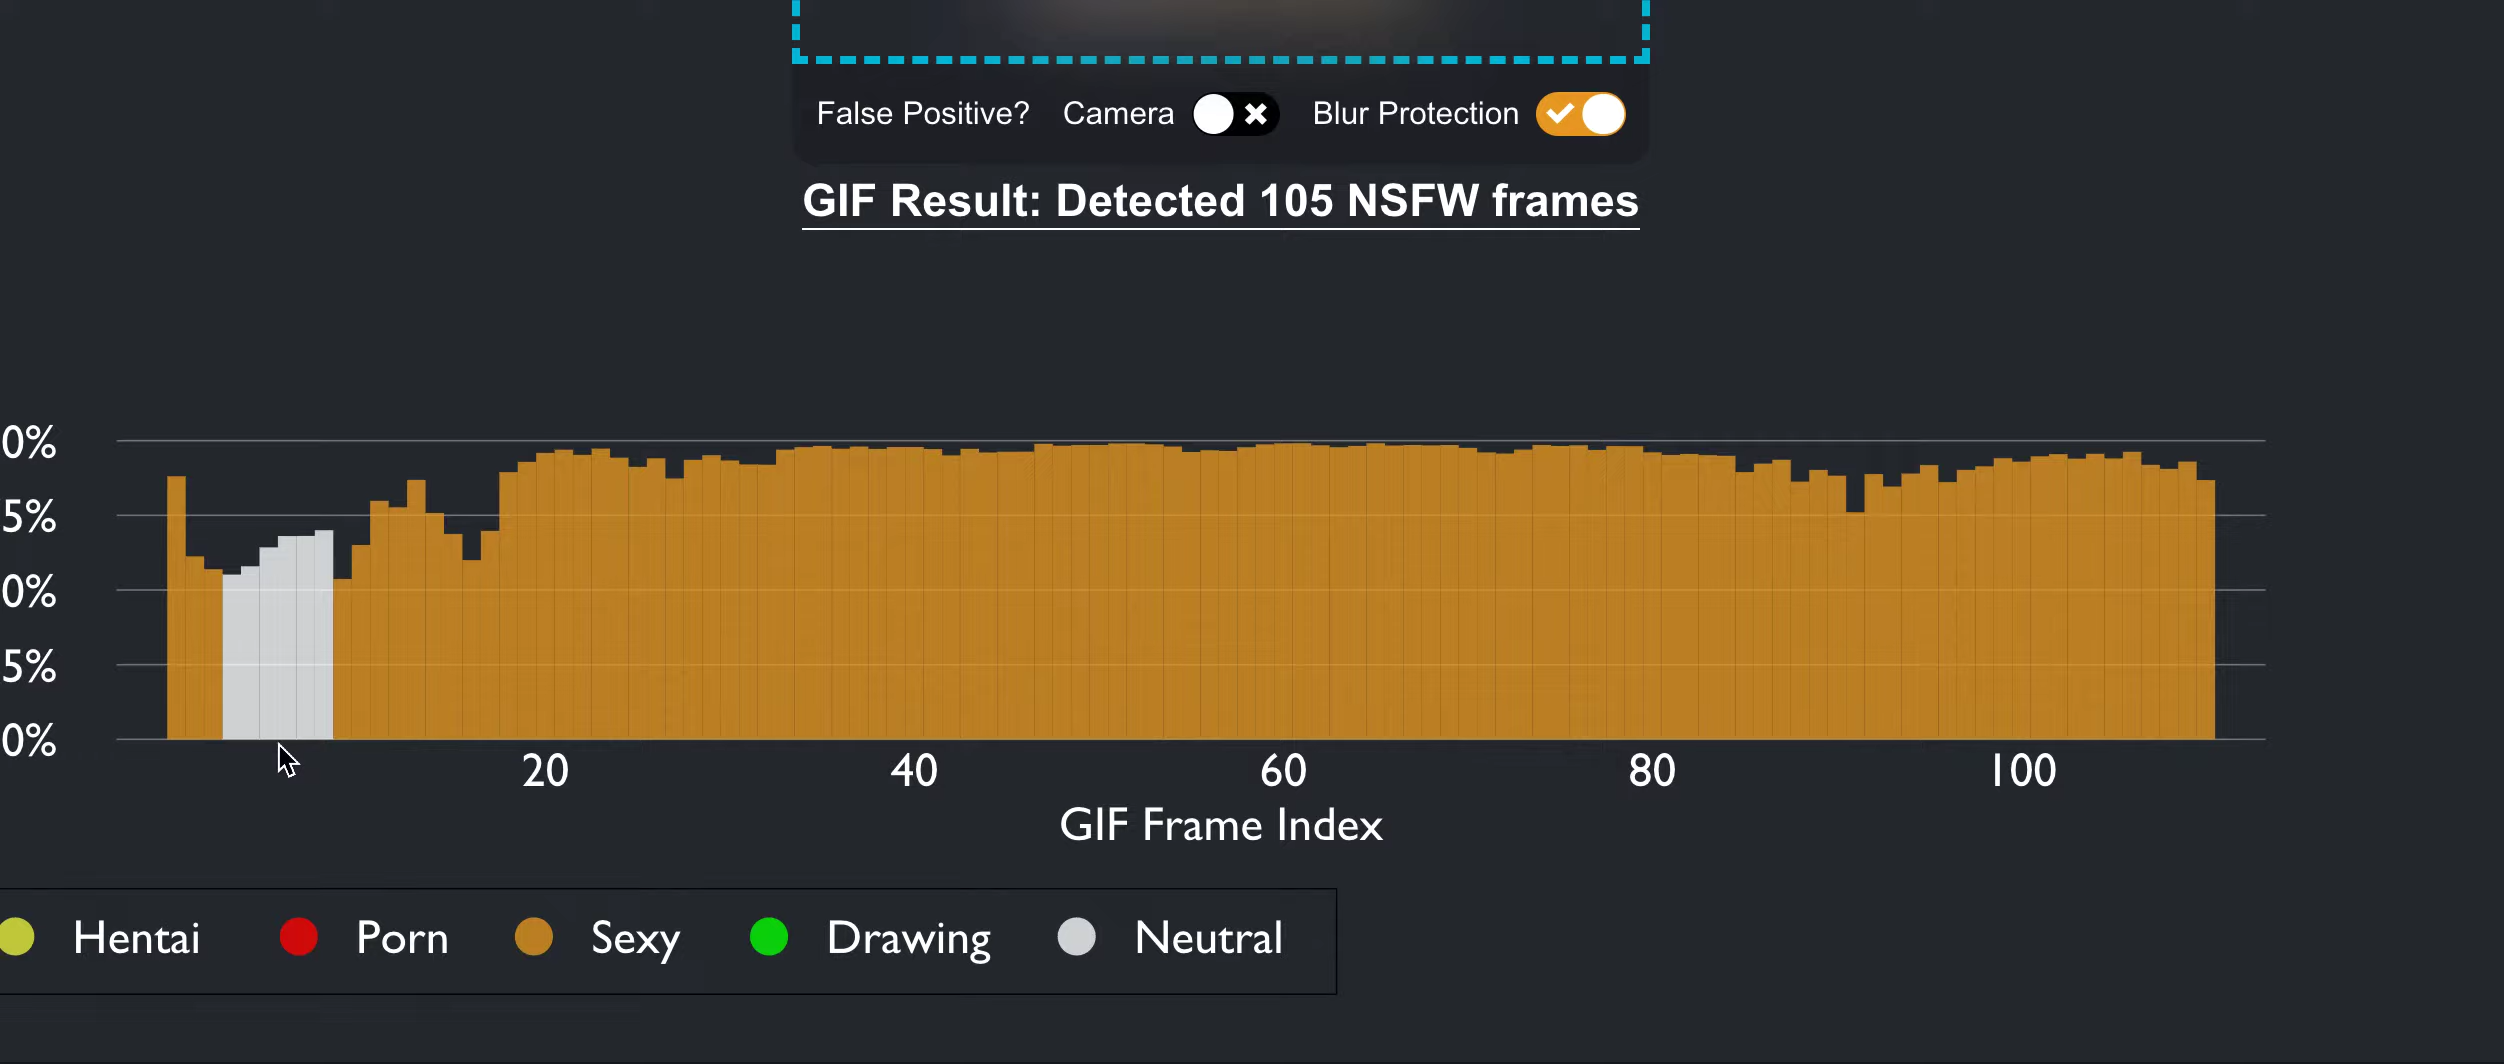 False Positive? Camera Blur Protection
GIF Result: Detected 105 NSFW frames
0%
5%
0%
5%
0%
20 40 60 80 100
GIF Frame Index
Hentai Porn Sexy Drawing Neutral